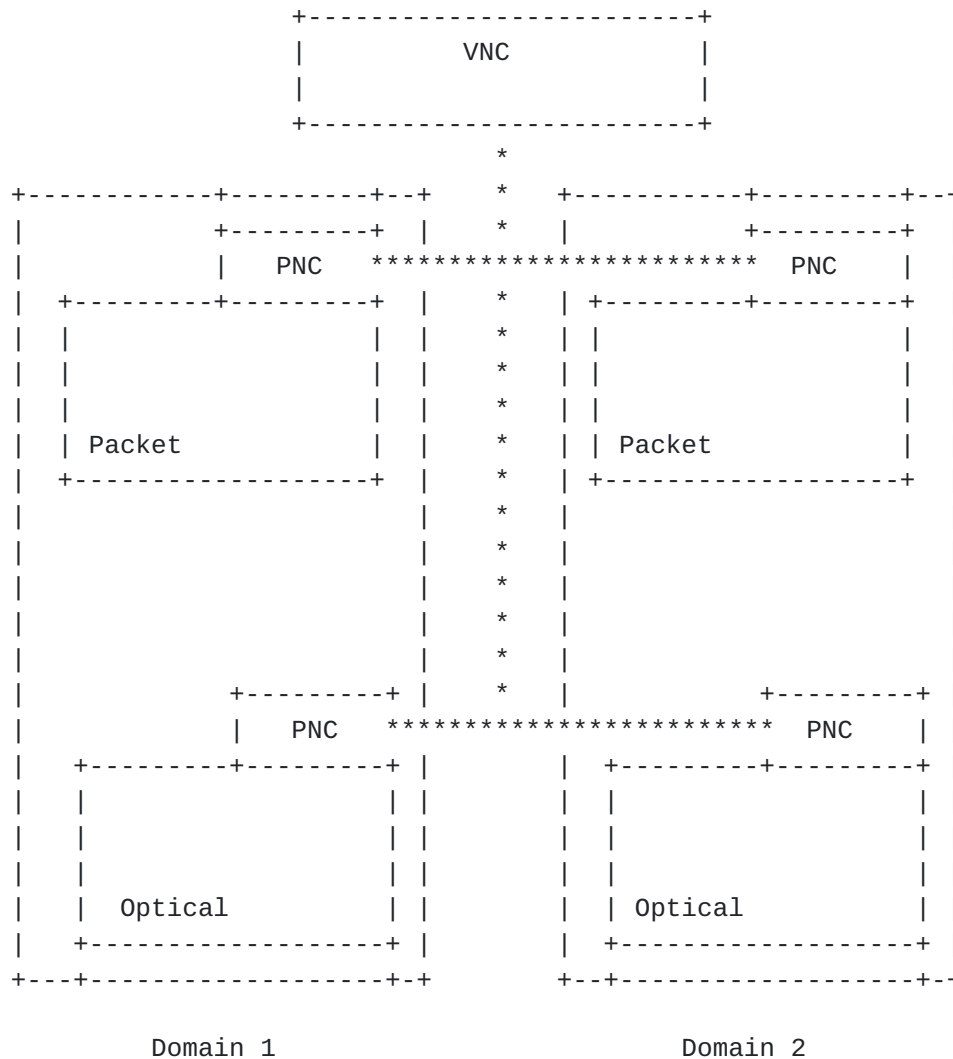 VNC
PNC PNC
Packet Packet
PNC PNC
Optical Optical
Domain 1 Domain 2